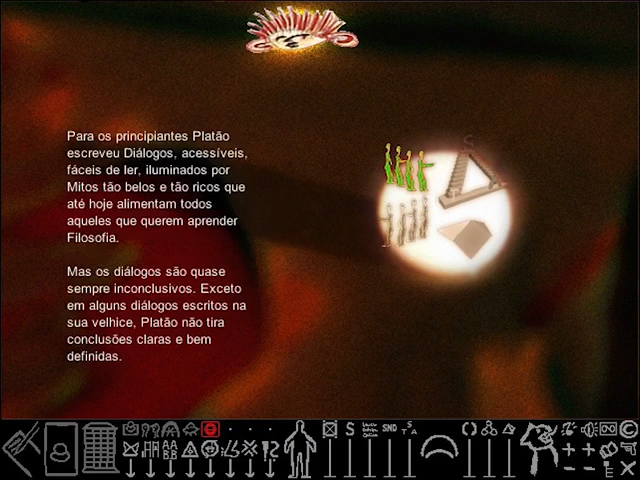 Para os principiantes Platão
escreveu Diálogos, acessíveis,
fáceis de ler, iluminados por
Mitos tão belos e tão ricos que
até hoje alimentam todos
aqueles que querem aprender
Filosofia.
Mas os diálogos são quase
sempre inconclusivos. Exceto
em alguns diálogos escritos na
sua velhice, Platão não tira
conclusões claras e bem
definidas.
S
S
SND